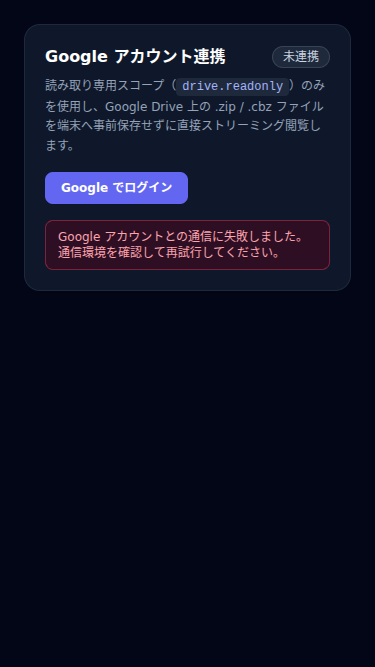 Google アカウント連携
未連携
読み取り専用スコープ（drive.readonly）のみ
を使用し、Google Drive 上の .zip / .cbz ファイル
を端末へ事前保存せずに直接ストリーミング閲覧し
ます。
Google でログイン
Google アカウントとの通信に失敗しました。
通信環境を確認して再試行してください。